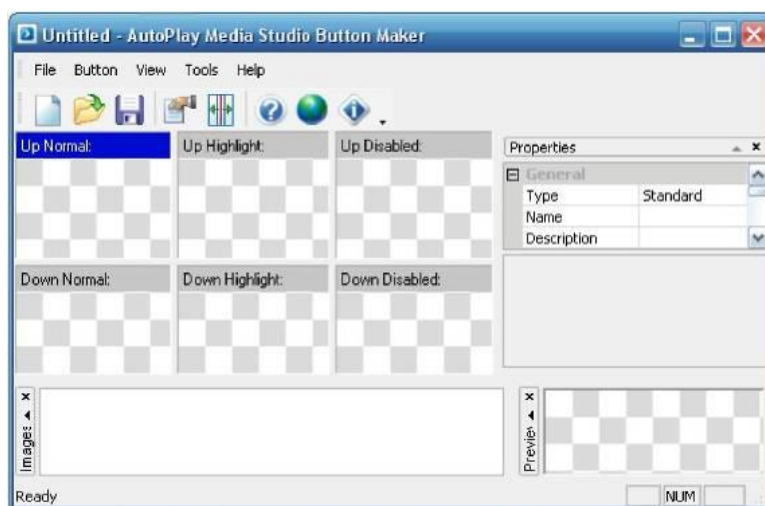 Untitled - AutoPlay Media Studio Button Maker
File Button View Tools Help
Up Normal: Up Highlight: Up Disabled:
Properties
General
Type Standard
Name
Description
Down Normal: Down Highlight: Down Disabled:
Images
Previe
Ready
NUM